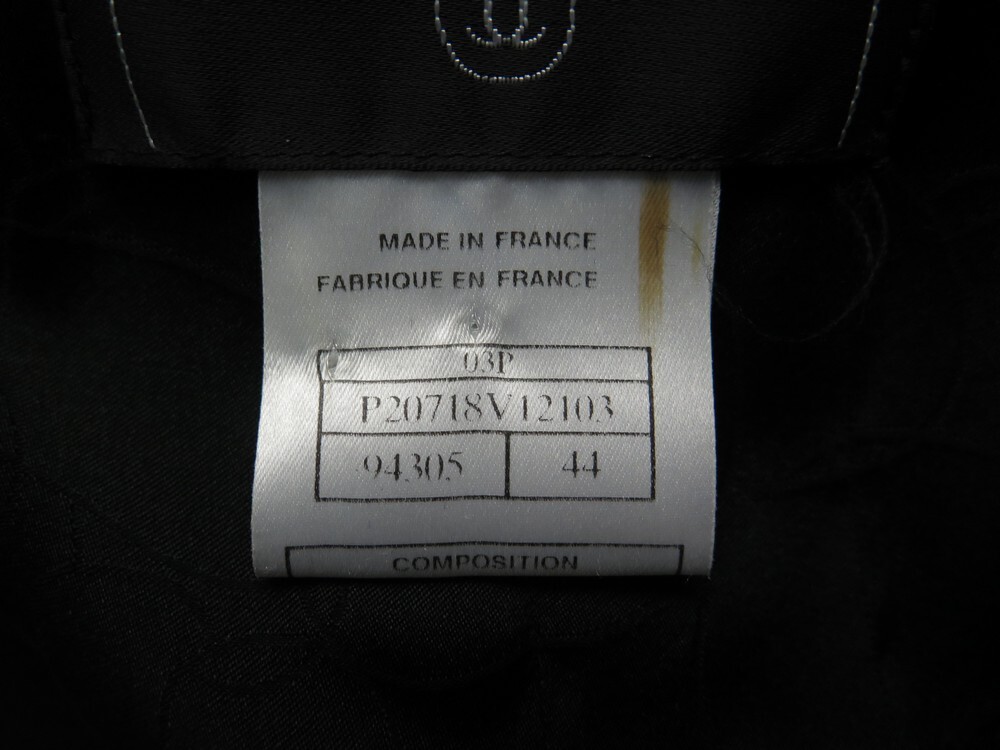 MADE IN FRANCE
FABRIQUE EN FRANCE
03P
P20718V12103
94305 44
COMPOSITION